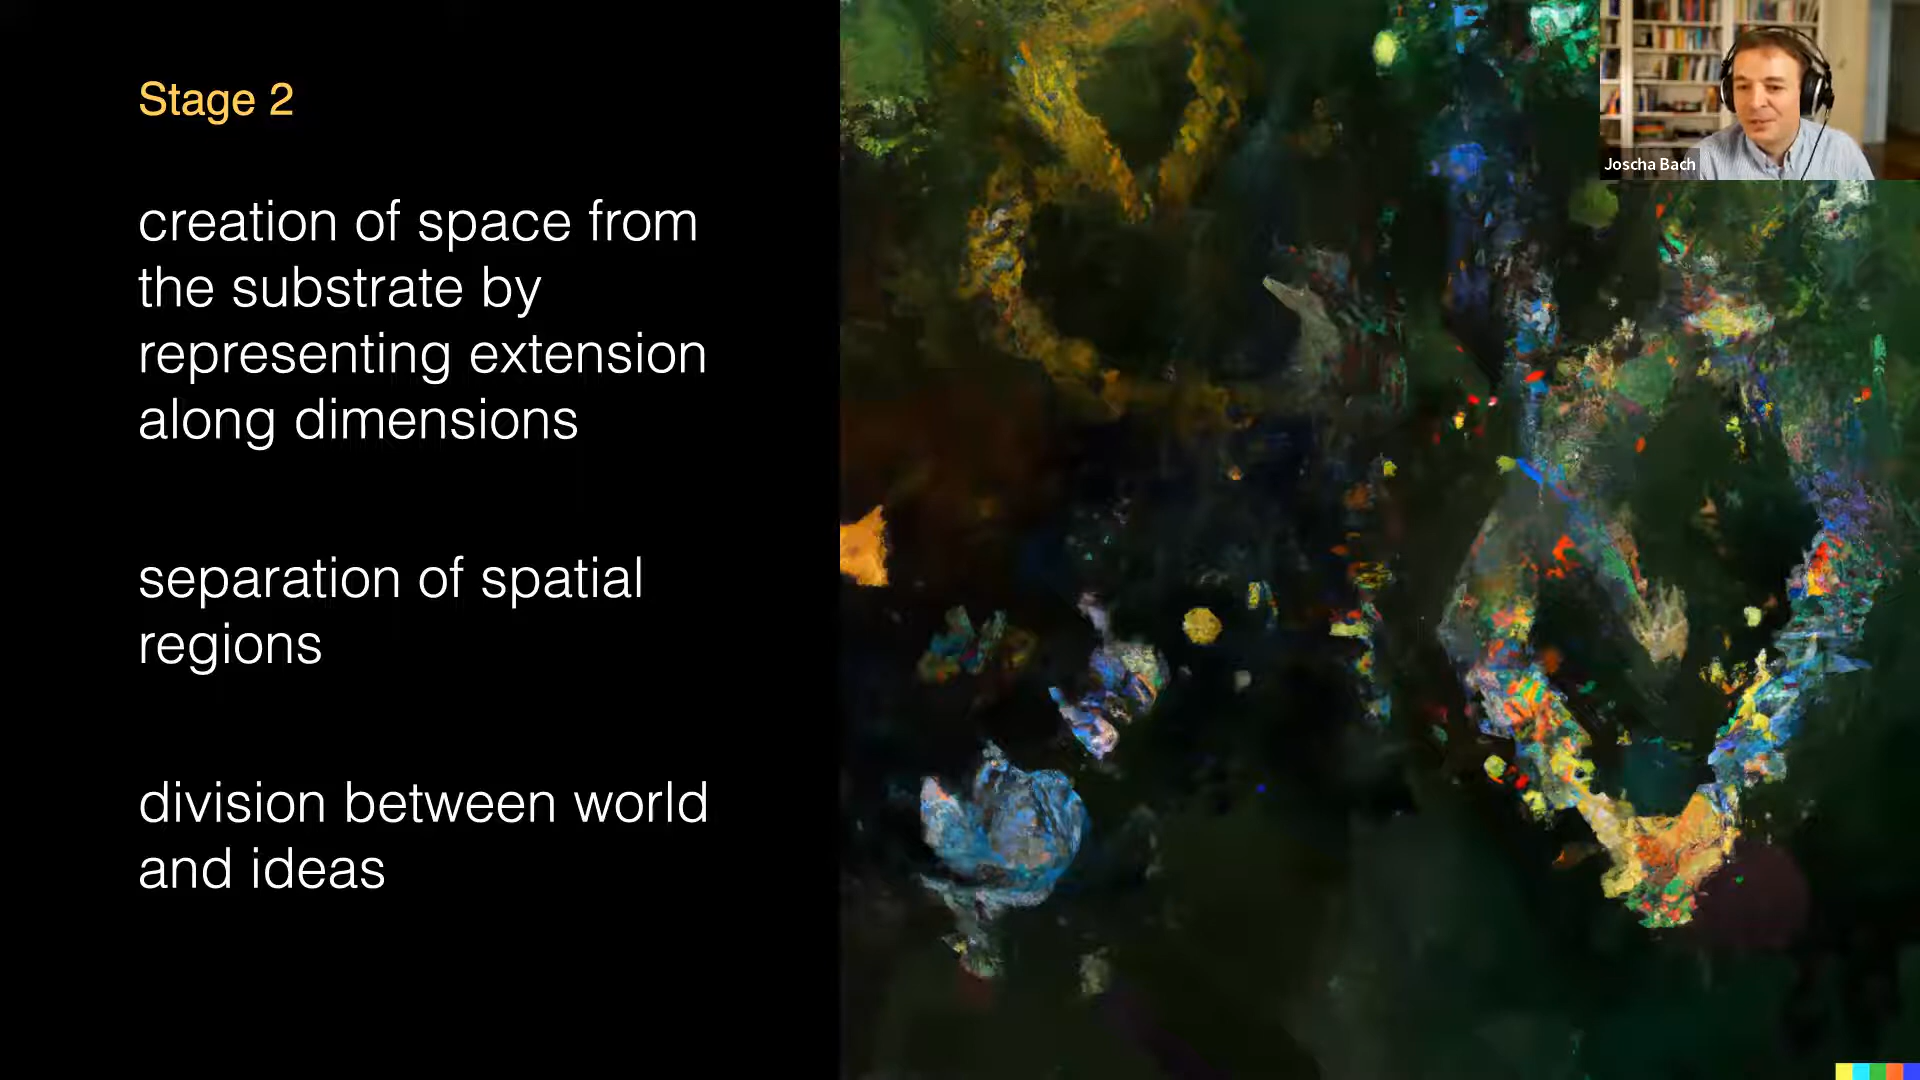 Stage 2
creation of space from
the substrate by
representing extension
along dimensions
separation of spatial
regions
division between world
and ideas
Joscha Bach